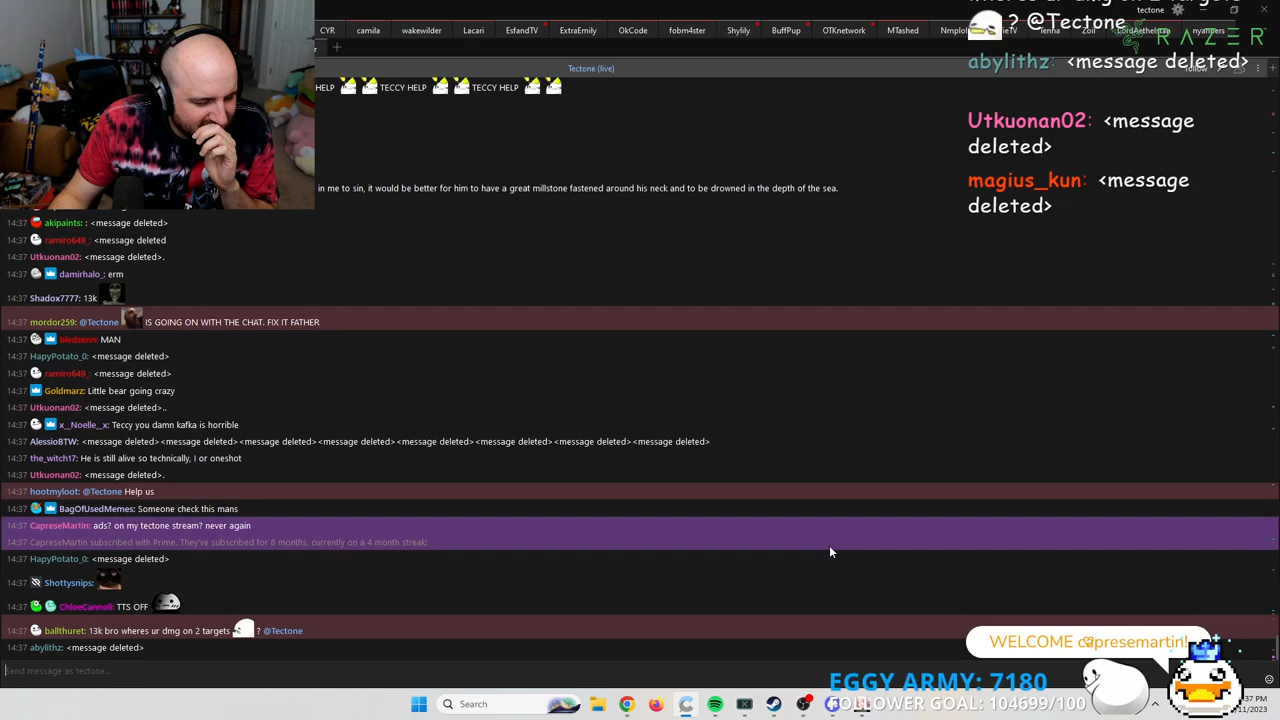 tectone
CYR camila wakewilder Lacari EsfandTV ExtraEmily OkCode fobm4ster Shylily BuffPup OTKnetwork MTashed
? @Tectone
RAZER
abylithz: <message deleted>
Tectone (live)
HELP TECCY HELP TECCY HELP
Utkuonan02: <message
deleted>
magius_kun: <message
deleted>
in me to sin, it would be better for him to have a great millstone fastened around his neck and to be drowned in the depth of the sea.
14:37 akipaints: : <message deleted>
14:37 ramiro649_: <message deleted
14:37 Utkuonan02: <message deleted>.
14:37 damirhalo_: erm
14:37 Shadox7777: 13k
14:37 mordor259: @Tectone IS GOING ON WITH THE CHAT. FIX IT FATHER
14:37 bledzenn: MAN
14:37 HapyPotato_0: <message deleted>
14:37 ramiro649_: <message deleted>
14:37 Goldmarz: Little bear going crazy
14:37 Utkuonan02: <message deleted>..
14:37 x__Noelle__x: Teccy you damn kafka is horrible
14:37 AlessioBTW: <message deleted><message deleted><message deleted><message deleted><message deleted><message deleted><message deleted><message deleted>
14:37 the_witch17: He is still alive so technically, I or oneshot
14:37 Utkuonan02: <message deleted>.
14:37 hootmyloot: @Tectone Help us
14:37 BagOfUsedMemes: Someone check this mans
14:37 CapreseMartin: ads? on my tectone stream? never again
14:37 CapreseMartin subscribed with Prime. They've subscribed for 8 months, currently on a 4 month streak!
14:37 HapyPotato_0: <message deleted>
14:37 Shottysnips:
14:37 ChloeCannoli: TTS OFF
14:37 ballthuret: 13k bro wheres ur dmg on 2 targets ? @Tectone
14:37 abylithz: <message deleted>
Send message as tectone...
WELCOME capresemartin!
EGGY ARMY: 7180
FOLLOWER GOAL: 104699/100
Search